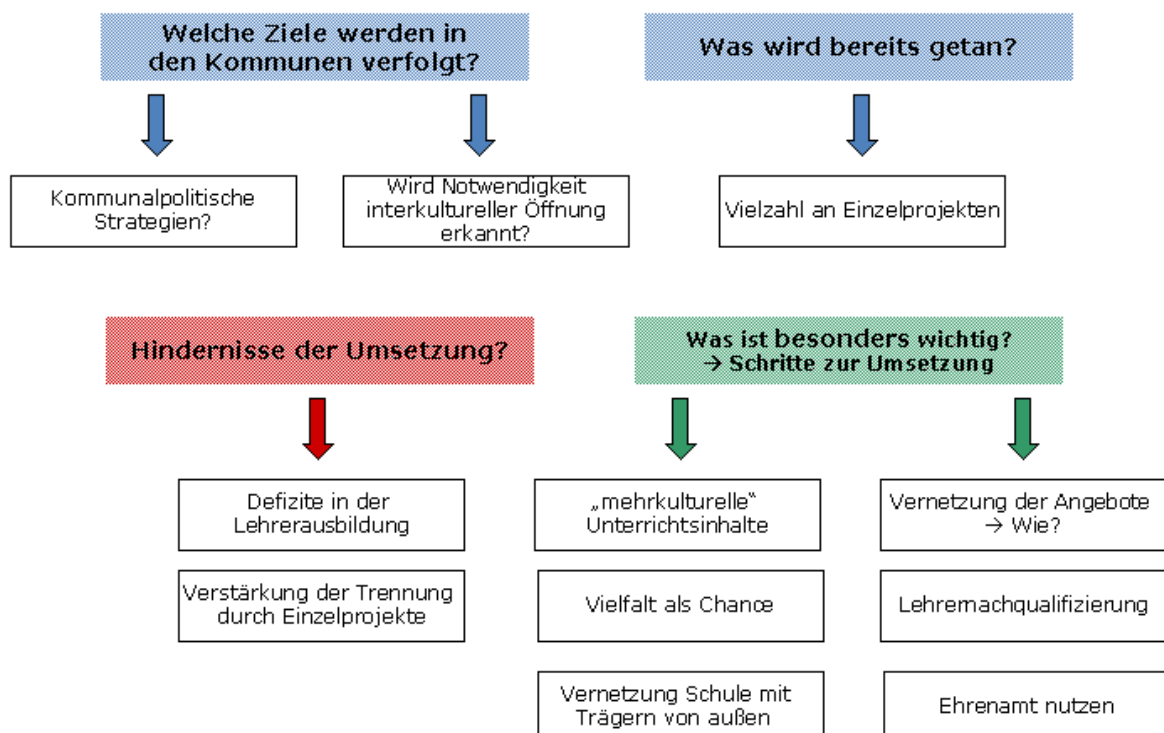 Welche Ziele werden in
den Kommunen verfolgt?
Was wird bereits getan?
Kommunalpolitische
Strategien?
Wird Notwendigkeit
interkultureller Öffnung
erkannt?
Vielzahl an Einzelprojekten
Hindernisse der Umsetzung?
Was ist besonders wichtig?
→ Schritte zur Umsetzung
Defizite in der
Lehrerausbildung
Verstärkung der Trennung
durch Einzelprojekte
„mehrkulturelle“
Unterrichtsinhalte
Vielfalt als Chance
Vernetzung Schule mit
Trägern von außen
Vernetzung der Angebote
→ Wie?
Lehrernachqualifizierung
Ehrenamt nutzen